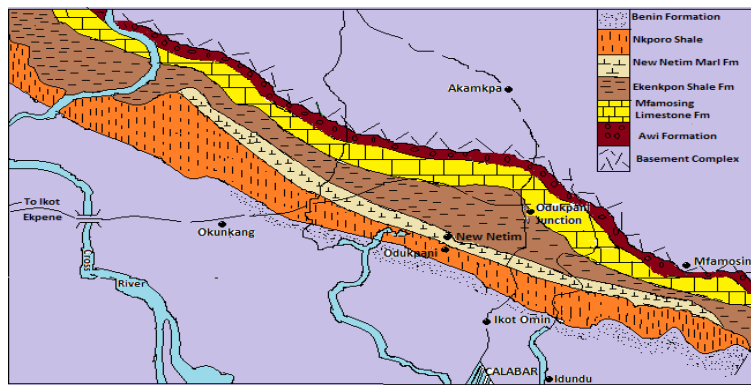 Benin Formation
Nkporo Shale
New Netim Marl Fm
Ekenkpon Shale Fm
Mfamosing
Limestone Fm
Awi Formation
Basement Complex
Akamkpa
To Ikot
Ekpene
Okunkang
Odukpani
Junction
New Netim
Odukpani
Mfamosin
Cross
River
Ikot Omin
CALABAR
Idundu